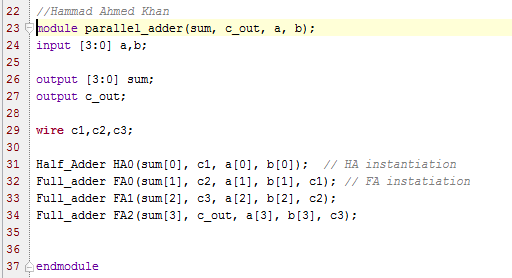 22 //Hammad Ahmed Khan
23 module parallel_adder(sum, c_out, a, b);
24 input [3:0] a,b;
25
26 output [3:0] sum;
27 output c_out;
28
29 wire c1,c2,c3;
30
31 Half_Adder HA0(sum[0], c1, a[0], b[0]); // HA instantiation
32 Full_adder FA0(sum[1], c2, a[1], b[1], c1); // FA instatiation
33 Full_adder FA1(sum[2], c3, a[2], b[2], c2);
34 Full_adder FA2(sum[3], c_out, a[3], b[3], c3);
35
36
37 endmodule